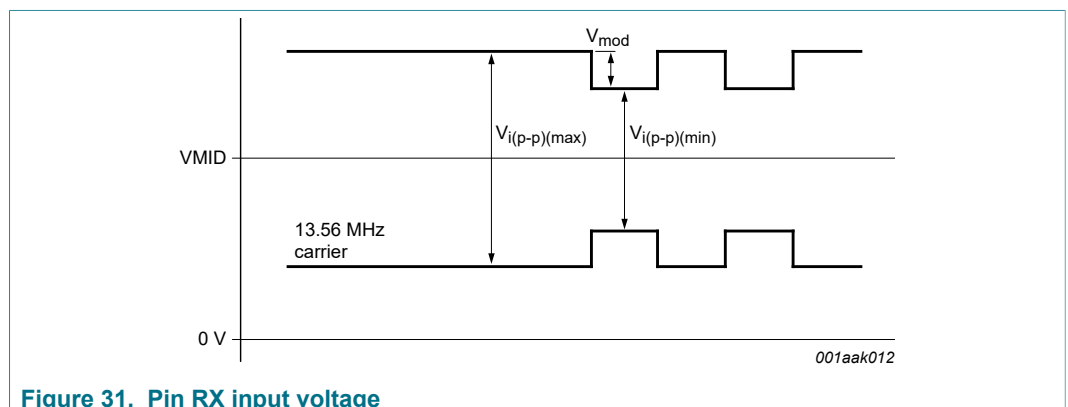 Vmod
Vi(p-p)(max)
Vi(p-p)(min)
VMID
13.56 MHz
carrier
0 V
001aak012
Figure 31. Pin RX input voltage